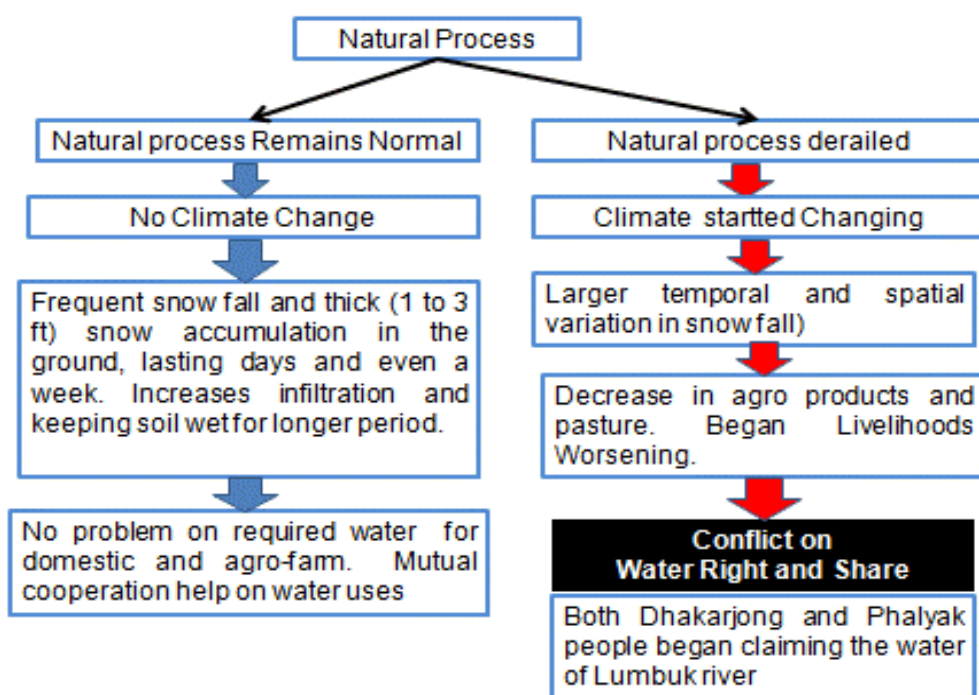 Natural Process
Natural process Remains Normal
No Climate Change
Frequent snow fall and thick (1 to 3
ft) snow accumulation in the
ground, lasting days and even a
week. Increases infiltration and
keeping soil wet for longer period.
No problem on required water for
domestic and agro-farm. Mutual
cooperation help on water uses
Natural process derailed
Climate startted Changing
Larger temporal and spatial
variation in snow fall)
Decrease in agro products and
pasture. Began Livelihoods
Worsening.
Conflict on
Water Right and Share
Both Dhakarjong and Phalyak
people began claiming the water
of Lumbuk river